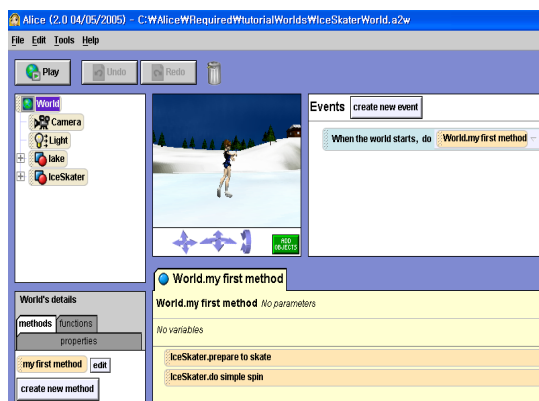 Alice (2.0 04/05/2005) - C:₩Alice₩Required₩tutorialWorlds₩IceSkaterWorld.a2w
File Edit Tools Help
Play Undo Redo
World
Camera
Light
lake
IceSkater
ADD OBJECTS
Events create new event
When the world starts, do World.my first method
World's details
methods functions
properties
my first method edit
create new method
World.my first method
World.my first method No parameters
No variables
IceSkater.prepare to skate
IceSkater.do simple spin